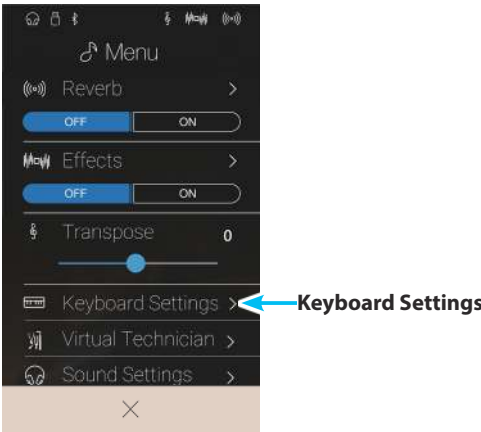 Menu
Reverb
OFF ON
Effects
OFF ON
Transpose 0
Keyboard Settings
Keyboard Settings
Virtual Technician
Sound Settings